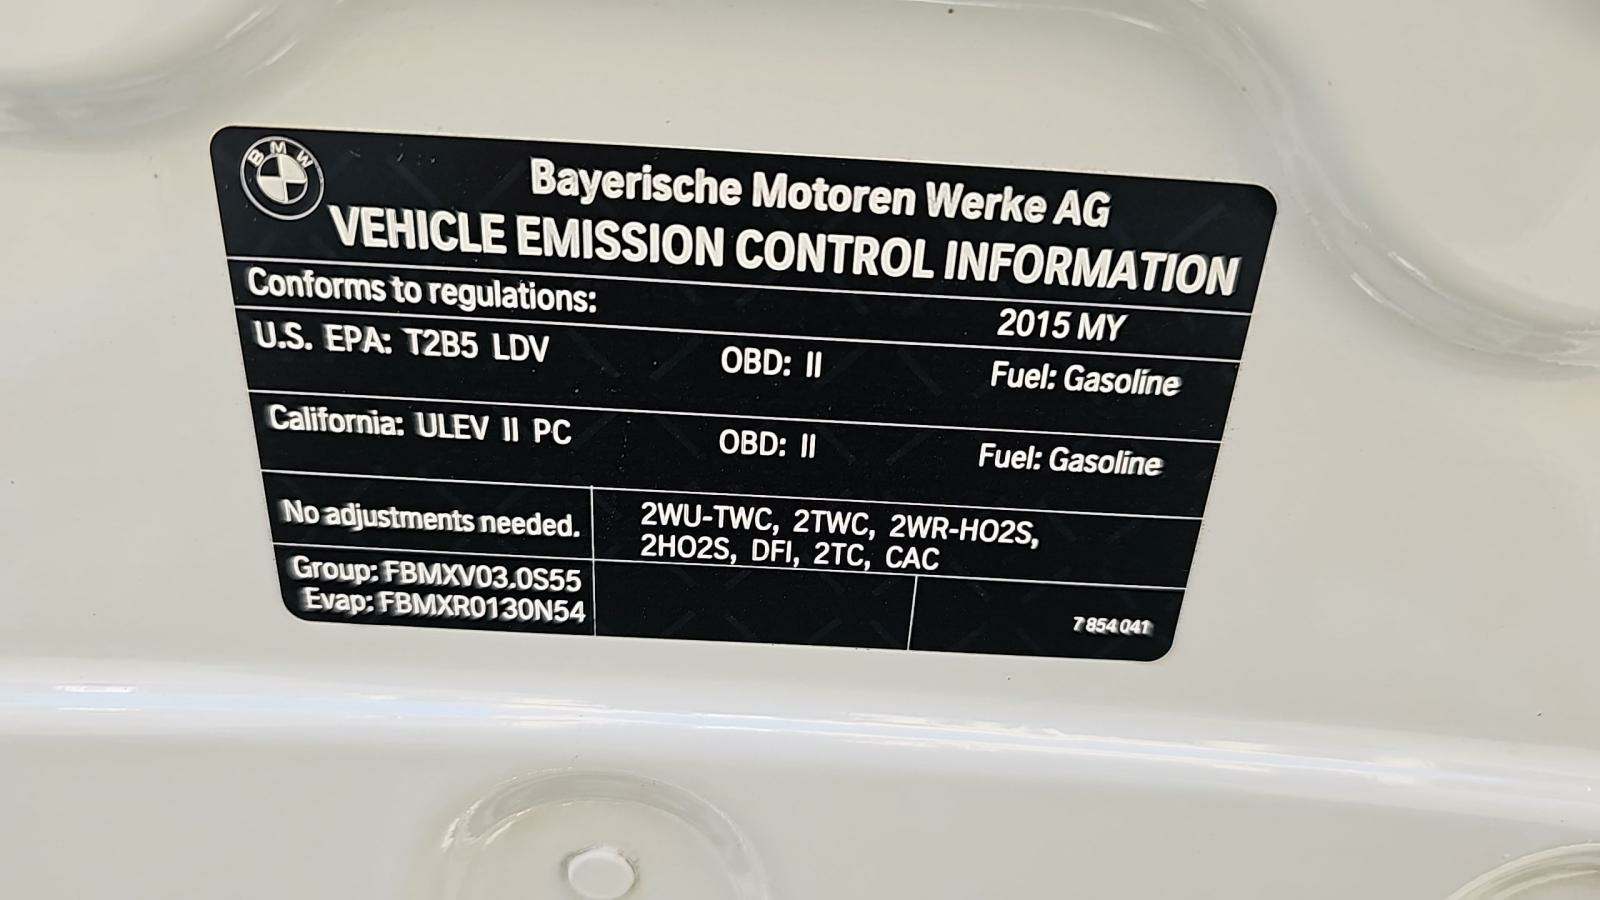 BMW
Bayerische Motoren Werke AG
VEHICLE EMISSION CONTROL INFORMATION
Conforms to regulations: 2015 MY
U.S. EPA: T2B5 LDV OBD: II Fuel: Gasoline
California: ULEV II PC OBD: II Fuel: Gasoline
No adjustments needed.
2WU-TWC, 2TWC, 2WR-HO2S,
2HO2S, DFI, 2TC, CAC
Group: FBMXV03.0S55
Evap: FBMXR0130N54
7 854 041